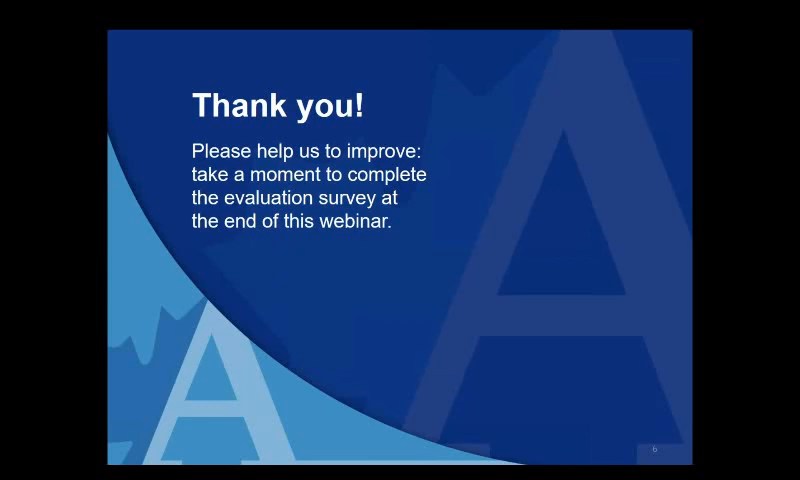 Thank you!
Please help us to improve:
take a moment to complete
the evaluation survey at
the end of this webinar.
6